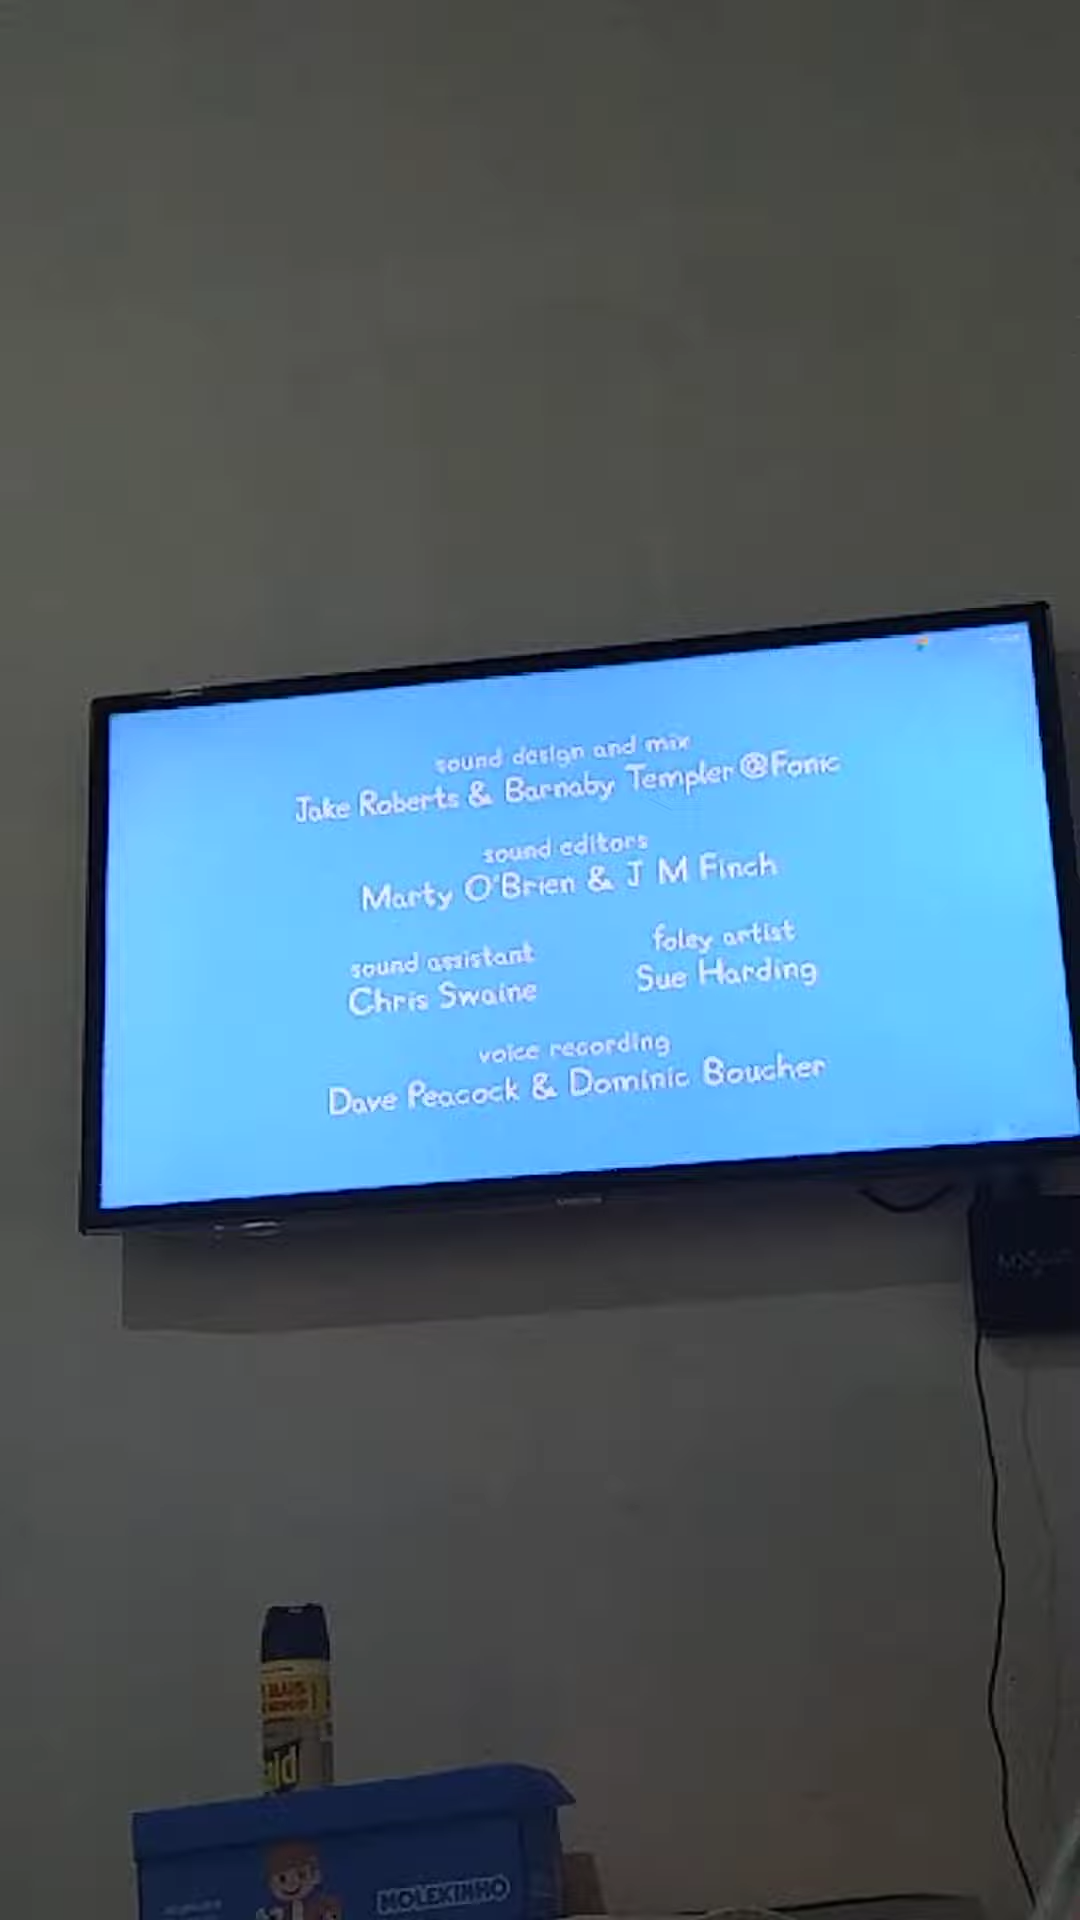 sound design and mix
Jake Roberts & Barnaby Templer @Fonic
sound editors
Marty O'Brien & J M Finch
sound assistant
Chris Swaine
foley artist
Sue Harding
voice recording
Dave Peacock & Dominic Boucher
MOLEKINHO